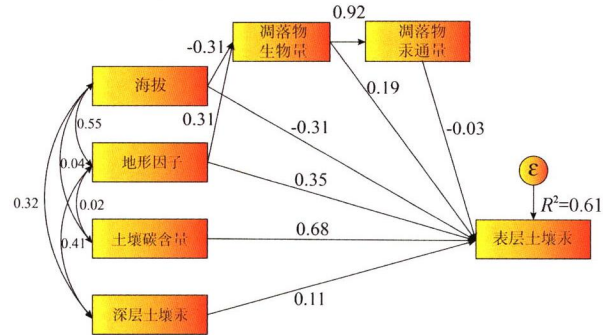 0.92
凋落物
生物量
凋落物
汞通量
-0.31
海拔
0.31
0.19
-0.31
-0.03
0.55
ε
0.04
地形因子
0.35
R²=0.61
0.32
0.02
0.41
土壤碳含量
0.68
表层土壤汞
0.11
深层土壤汞